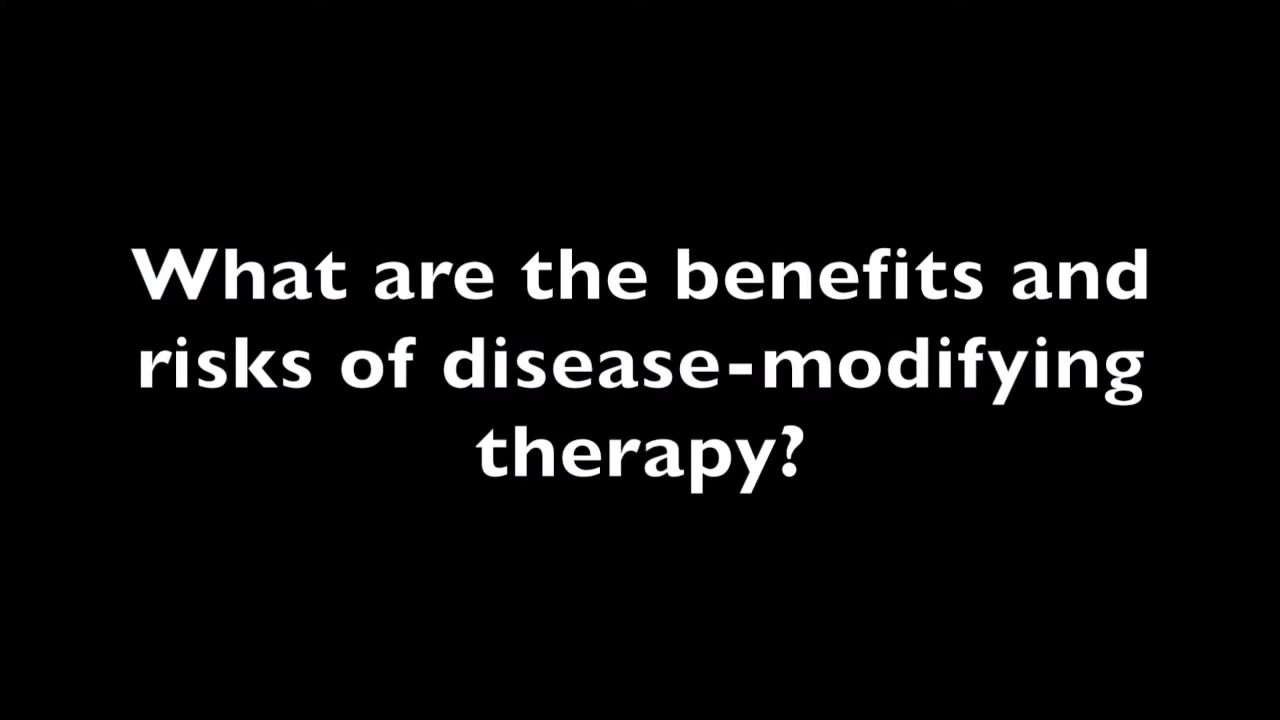 What are the benefits and
risks of disease-modifying
therapy?